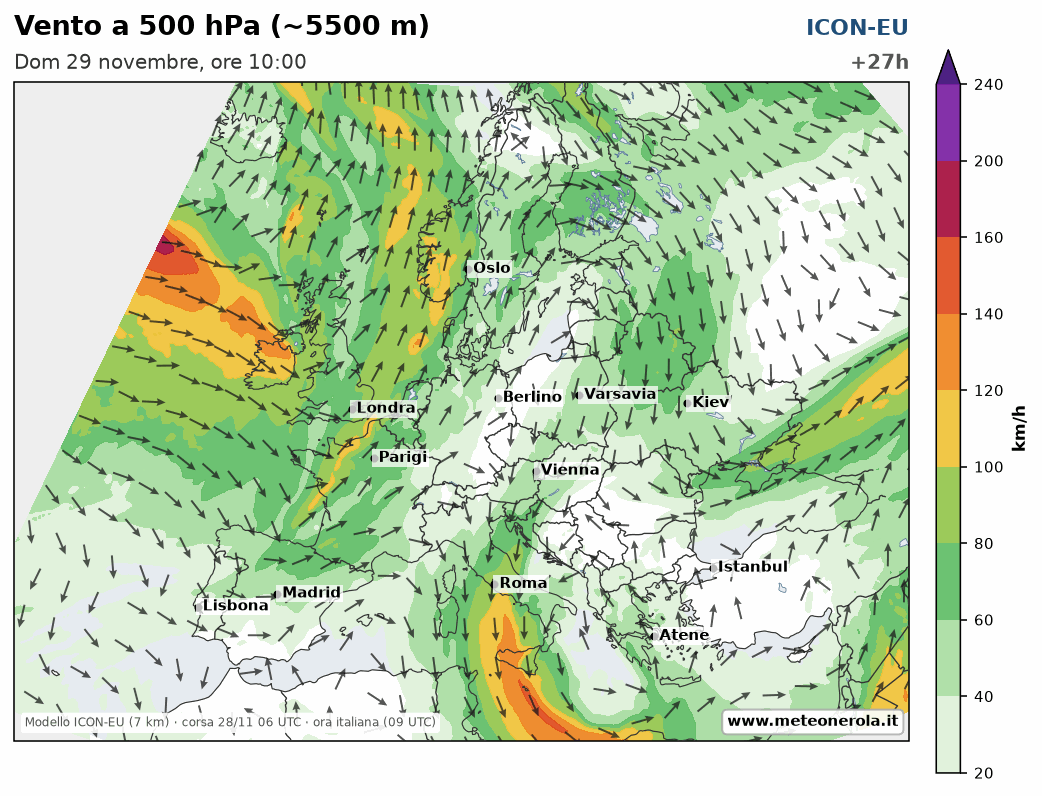 Vento a 500 hPa (~5500 m)
ICON-EU
Dom 29 novembre, ore 10:00
+27h
240
200
160
140
120
100
80
60
40
20
km/h
Oslo
Berlino
Varsavia
Kiev
Londra
Parigi
Vienna
Istanbul
Roma
Madrid
Lisbona
Atene
Modello ICON-EU (7 km) · corsa 28/11 06 UTC · ora italiana (09 UTC)
www.meteonerola.it